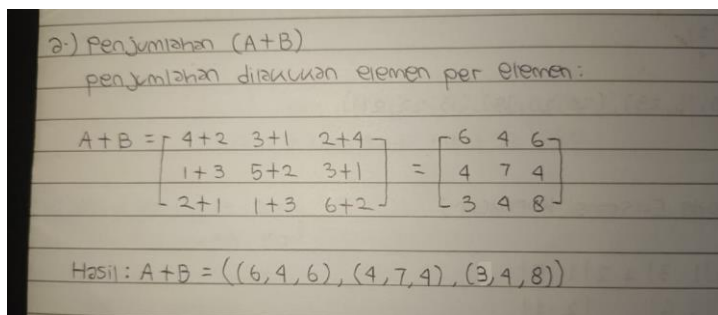 a.) Penjumlahan (A+B)
penjumlahan dilakukan elemen per elemen:
A+B = [ 4+2 3+1 2+4 ] [ 6 4 6 ]
1+3 5+2 3+1 = 4 7 4
2+1 1+3 6+2 3 4 8
Hasil: A+B = ((6,4,6), (4,7,4), (3,4,8))